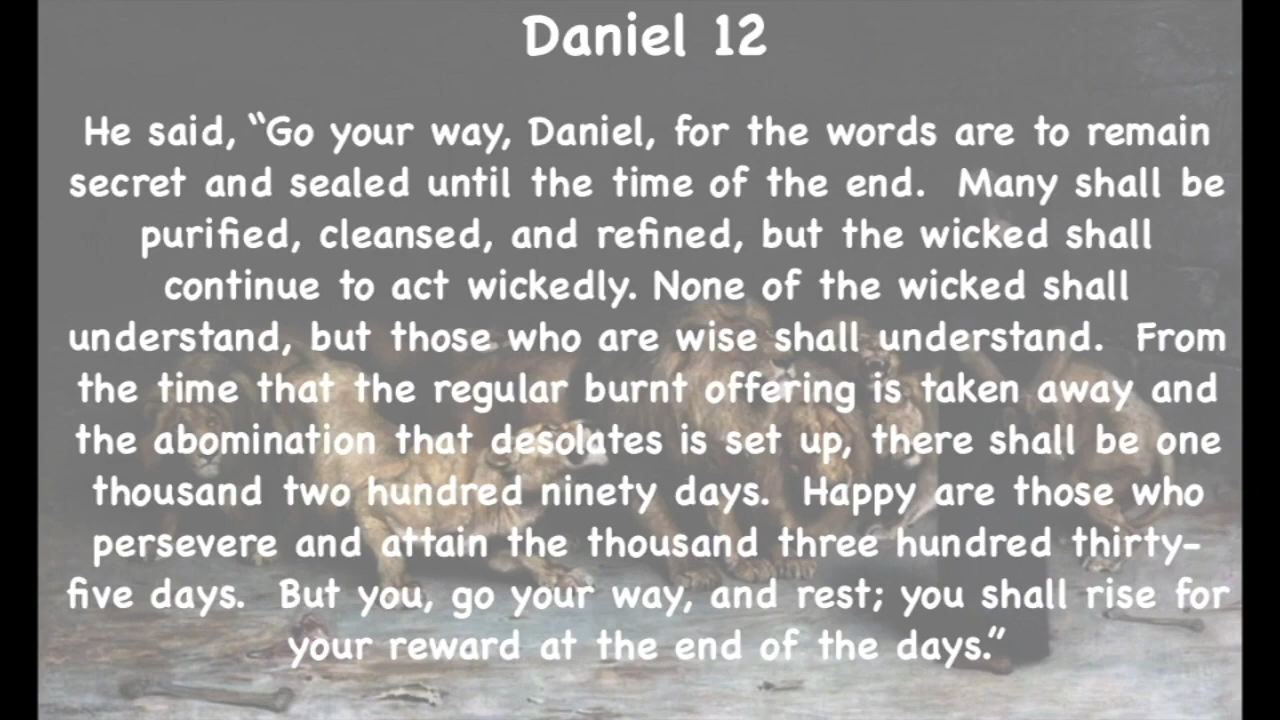 Daniel 12
He said, “Go your way, Daniel, for the words are to remain
secret and sealed until the time of the end.  Many shall be
purified, cleansed, and refined, but the wicked shall
continue to act wickedly. None of the wicked shall
understand, but those who are wise shall understand.  From
the time that the regular burnt offering is taken away and
the abomination that desolates is set up, there shall be one
thousand two hundred ninety days.  Happy are those who
persevere and attain the thousand three hundred thirty-
five days.  But you, go your way, and rest; you shall rise for
your reward at the end of the days.”